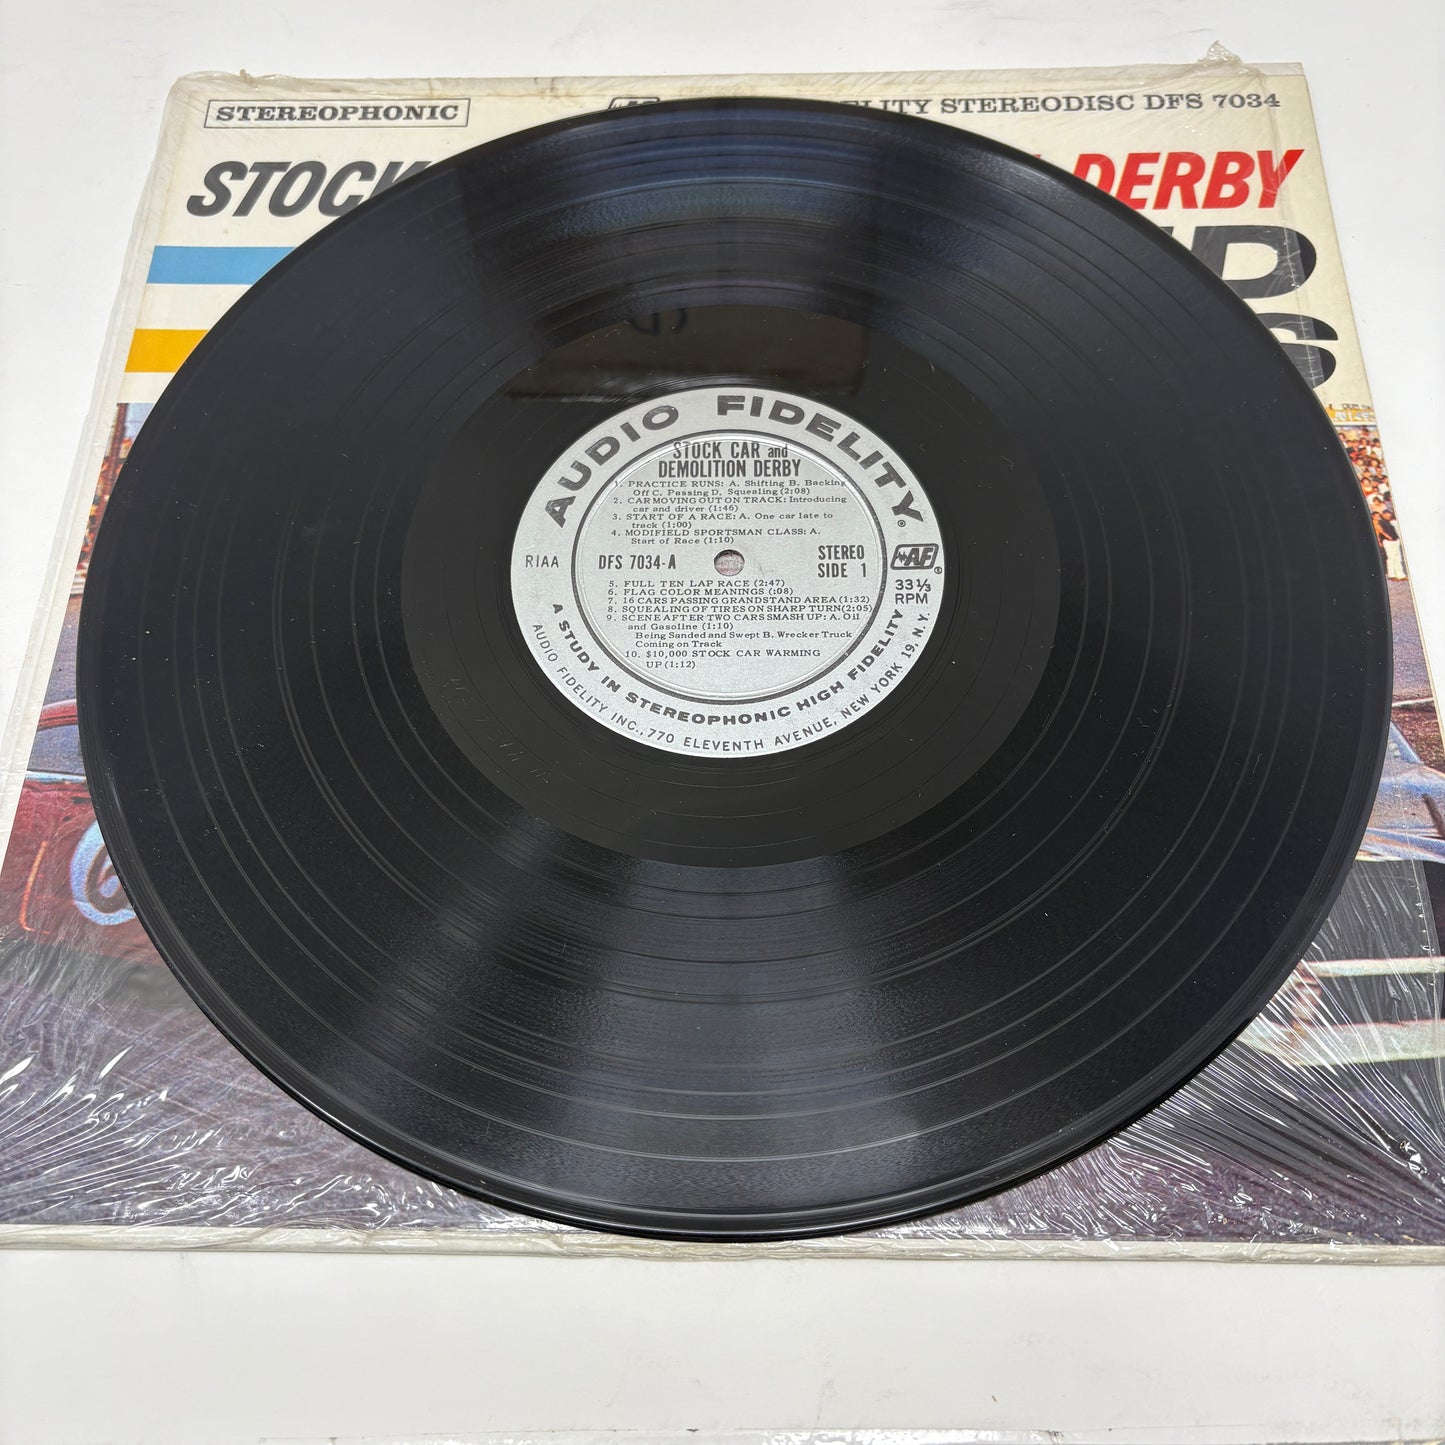 STEREOPHONIC
STEREODISC DFS 7034
STOCK DERBY
AUDIO FIDELITY®
STOCK CAR and
DEMOLITION DERBY
1. PRACTICE RUNS: A. Shifting B. Backing
Off C. Passing D. Squealing (2:08)
2. CAR MOVING OUT ON TRACK: Introducing
car and driver (1:46)
3. START OF A RACE: A. One car late to
track (1:00)
4. MODIFIELD SPORTSMAN CLASS: A.
Start of Race (1:10)
RIAA DFS 7034-A STEREO
SIDE 1
AF®
33 1/3
RPM
5. FULL TEN LAP RACE (2:47)
6. FLAG COLOR MEANINGS (:08)
7. 16 CARS PASSING GRANDSTAND AREA (1:32)
8. SQUEALING OF TIRES ON SHARP TURN(2:05)
9. SCENE AFTER TWO CARS SMASH UP: A. Oil
and Gasoline (1:10)
Being Sanded and Swept B. Wrecker Truck
Coming on Track
10. $10,000 STOCK CAR WARMING
UP (1:12)
A STUDY IN STEREOPHONIC HIGH FIDELITY
AUDIO FIDELITY INC., 770 ELEVENTH AVENUE, NEW YORK 19, N.Y.